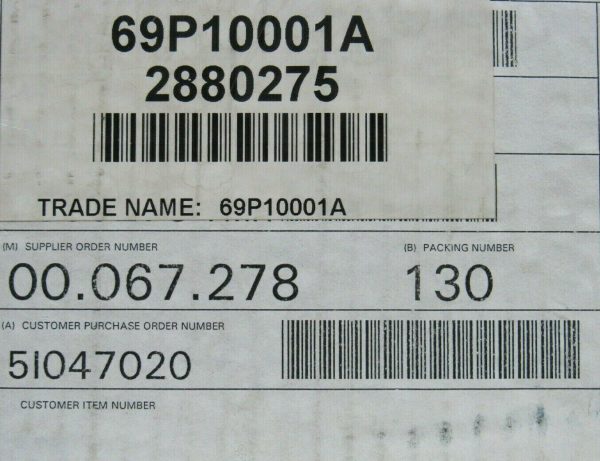 69P10001A
2880275
TRADE NAME: 69P10001A
(M) SUPPLIER ORDER NUMBER
(B) PACKING NUMBER
00.067.278
130
(A) CUSTOMER PURCHASE ORDER NUMBER
5I047020
CUSTOMER ITEM NUMBER